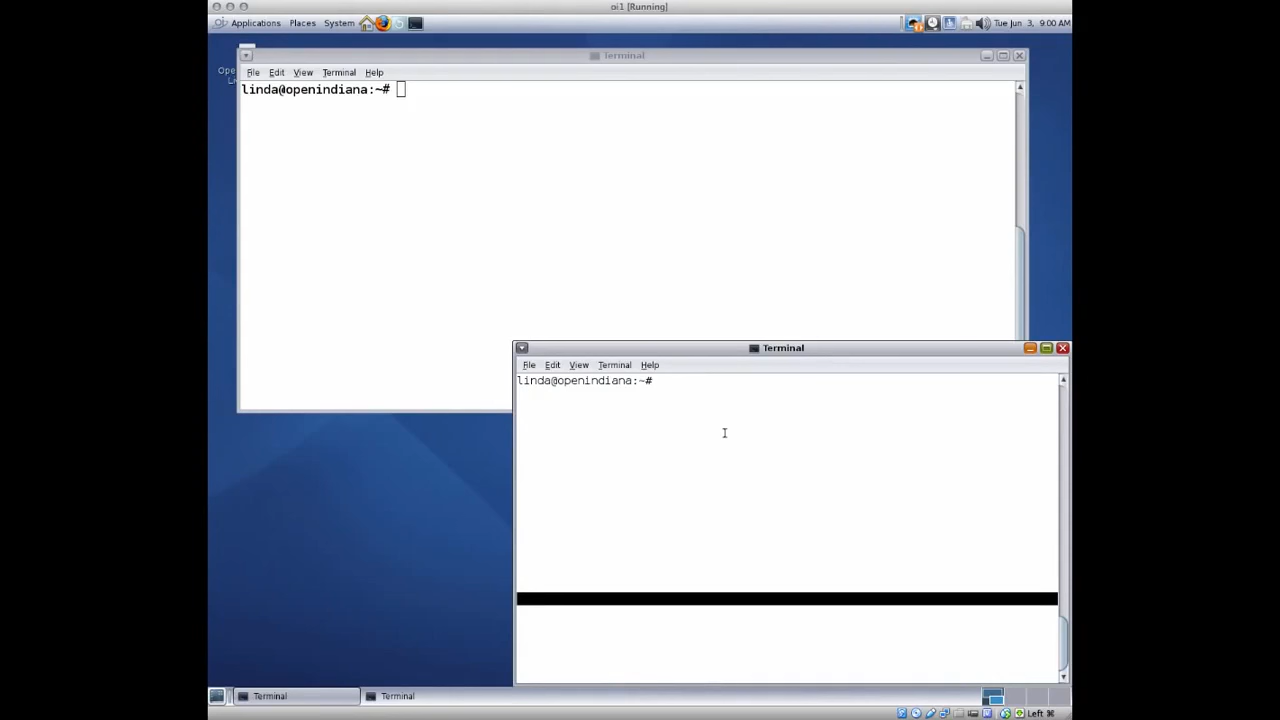 oi1 [Running]
Applications Places System
Tue Jun 3, 9:00 AM
Terminal
File Edit View Terminal Help
linda@openindiana:~#
Terminal
File Edit View Terminal Help
linda@openindiana:~#
Terminal
Terminal
Left ⌘